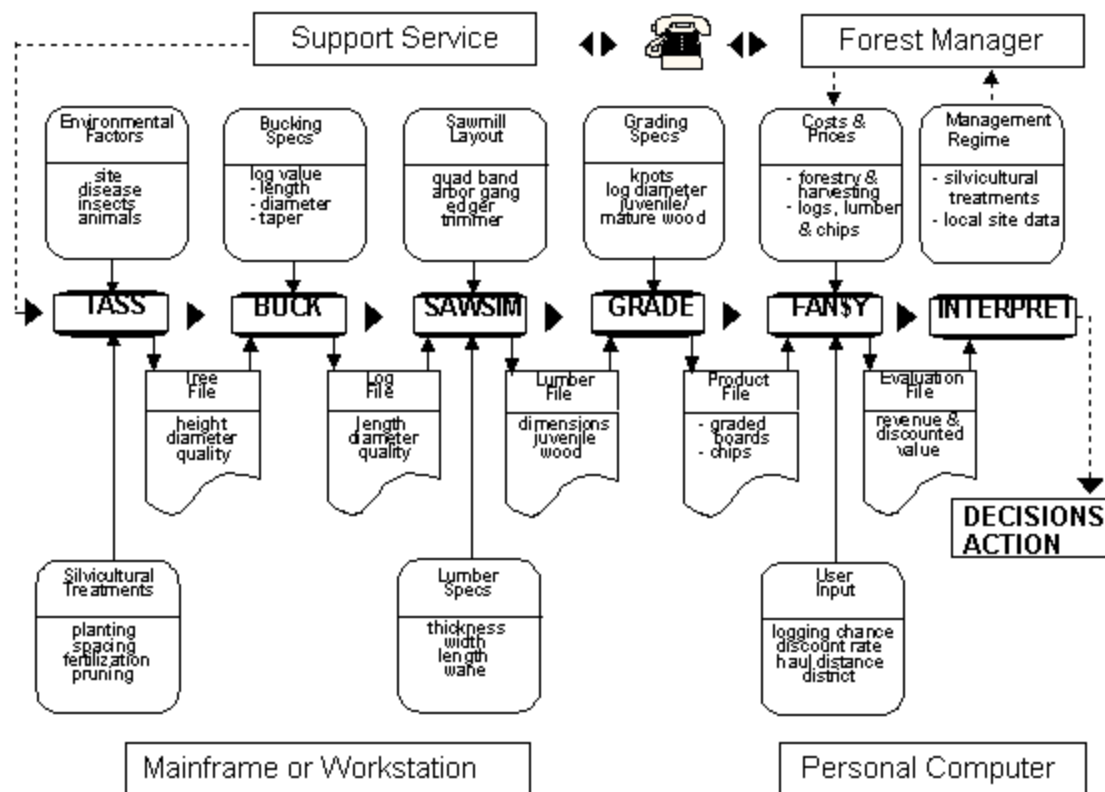 Support Service
Forest Manager
Environmental
Factors
site
disease
insects
animals
Bucking
Specs
log value
- length
- diameter
- taper
Sawmill
Layout
quad band
arbor gang
edger
trimmer
Grading
Specs
knots
log diameter
juvenile/
mature wood
Costs &
Prices
- forestry &
harvesting
- logs, lumber
& chips
Management
Regime
- silvicultural
treatments
- local site data
TASS
BUCK
SAWSIM
GRADE
FAN$Y
INTERPRET
Tree
File
height
diameter
quality
Log
File
length
diameter
quality
Lumber File
dimensions
juvenile
wood
Product
File
- graded
boards
- chips
Evaluation
File
revenue &
discounted
value
DECISIONS
ACTION
Silvicultural
Treatments
planting
spacing
fertilization
pruning
Lumber
Specs
thickness
width
length
wane
User
Input
logging chance
discount rate
haul distance
district
Mainframe or Workstation
Personal Computer